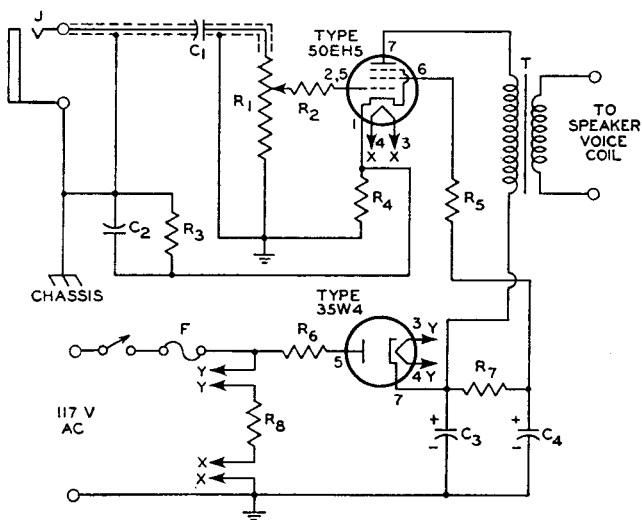 J
C1
TYPE
50EH5
7
2,5
6
R1
R2
1
4
3
X
X
T
TO
SPEAKER
VOICE
COIL
R4
R5
C2
R3
CHASSIS
TYPE
35W4
F
R6
3
Y
5
4
Y
7
R7
Y
Y
117 V
AC
R8
+
C3
-
+
C4
-
X
X